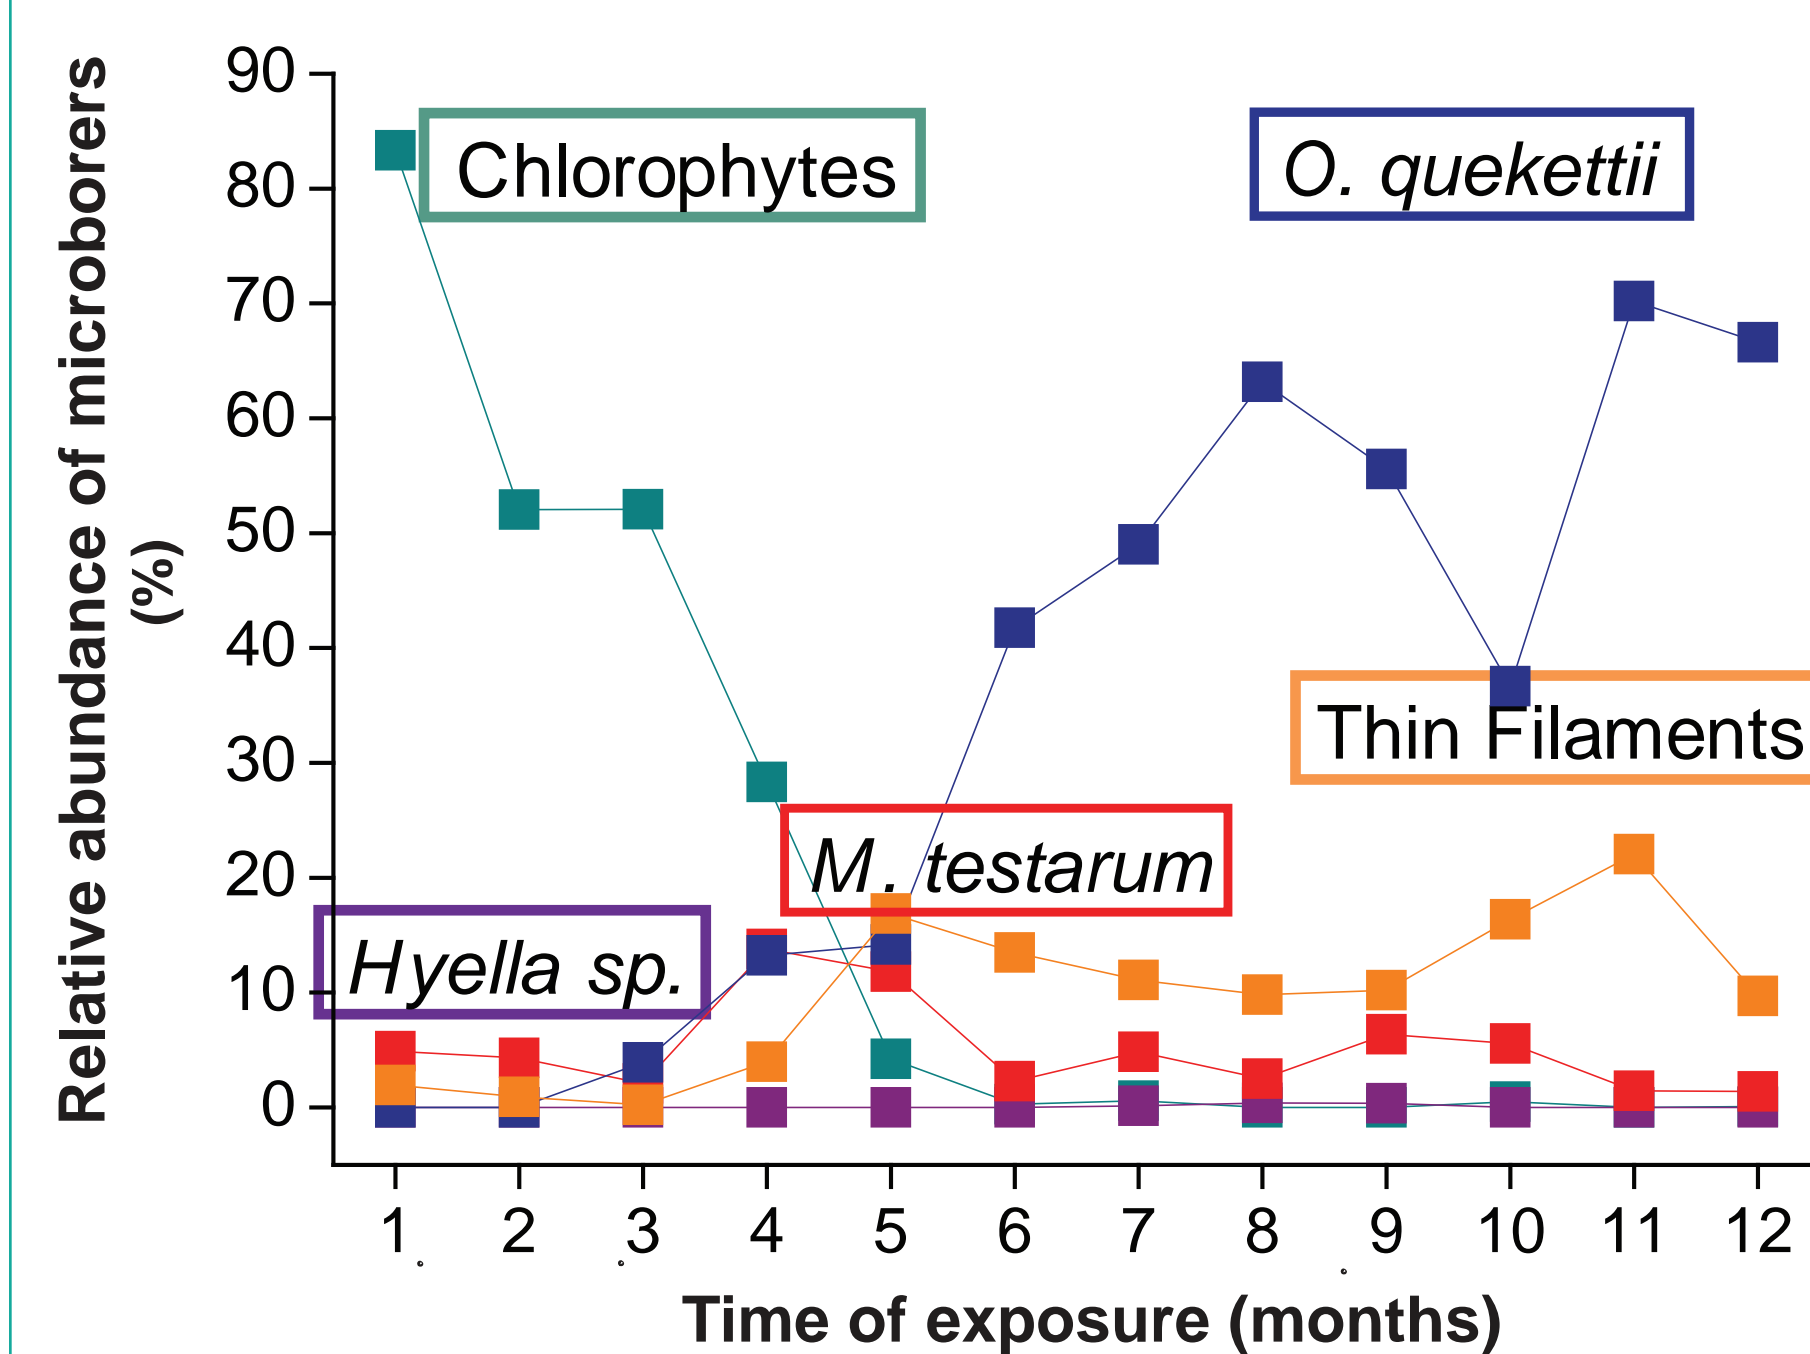 Relative abundance of microborers
(%)
90
80
70
60
50
40
30
20
10
0
Chlorophytes
O. quekettii
Thin Filaments
M. testarum
Hyella sp.
1 2 3 4 5 6 7 8 9 10 11 12
Time of exposure (months)